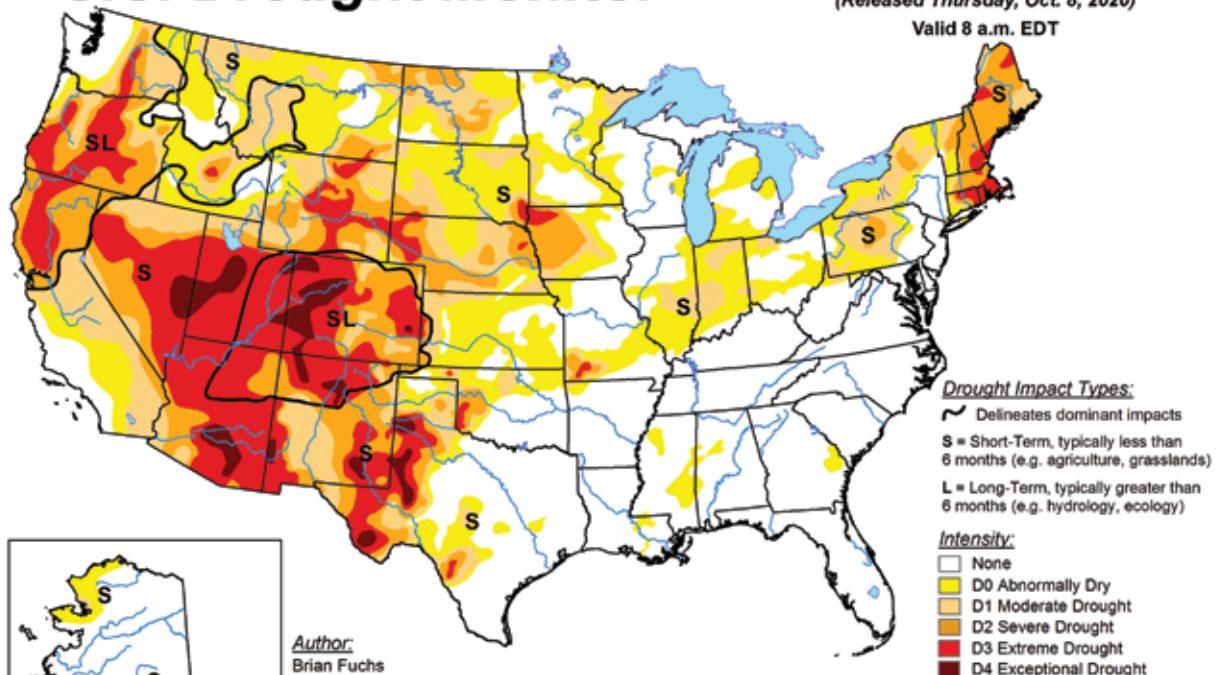 (Released Thursday, Oct. 8, 2020)
Valid 8 a.m. EDT
S
S
SL
S
S
S
S
SL
S
S
S
Drought Impact Types:
Delineates dominant impacts
S = Short-Term, typically less than
6 months (e.g. agriculture, grasslands)
L = Long-Term, typically greater than
6 months (e.g. hydrology, ecology)
Intensity:
None
D0 Abnormally Dry
D1 Moderate Drought
D2 Severe Drought
D3 Extreme Drought
D4 Exceptional Drought
S
Author:
Brian Fuchs